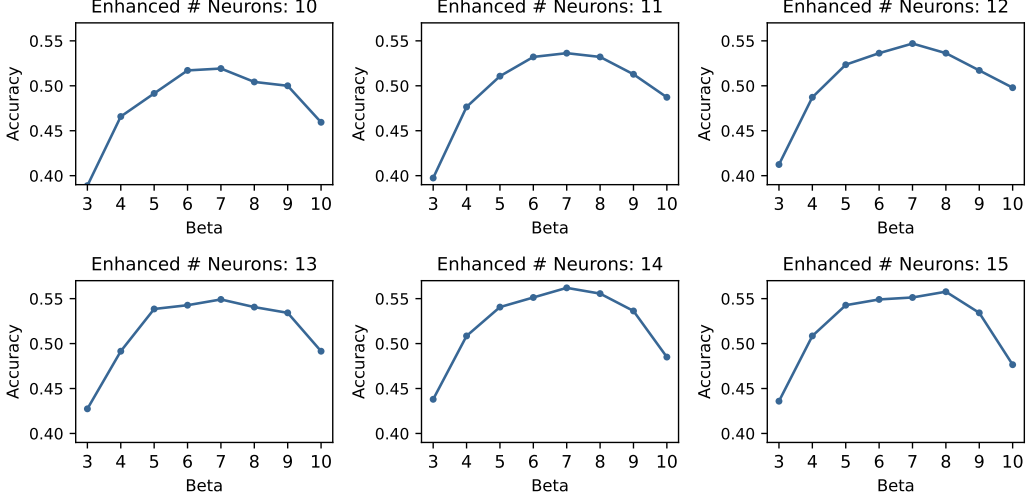 Enhanced # Neurons: 10
Enhanced # Neurons: 11
Enhanced # Neurons: 12
Accuracy
0.55
0.50
0.45
0.40
3 4 5 6 7 8 9 10
Beta
Accuracy
0.55
0.50
0.45
0.40
3 4 5 6 7 8 9 10
Beta
Accuracy
0.55
0.50
0.45
0.40
3 4 5 6 7 8 9 10
Beta
Enhanced # Neurons: 13
Enhanced # Neurons: 14
Enhanced # Neurons: 15
Accuracy
0.55
0.50
0.45
0.40
3 4 5 6 7 8 9 10
Beta
Accuracy
0.55
0.50
0.45
0.40
3 4 5 6 7 8 9 10
Beta
Accuracy
0.55
0.50
0.45
0.40
3 4 5 6 7 8 9 10
Beta